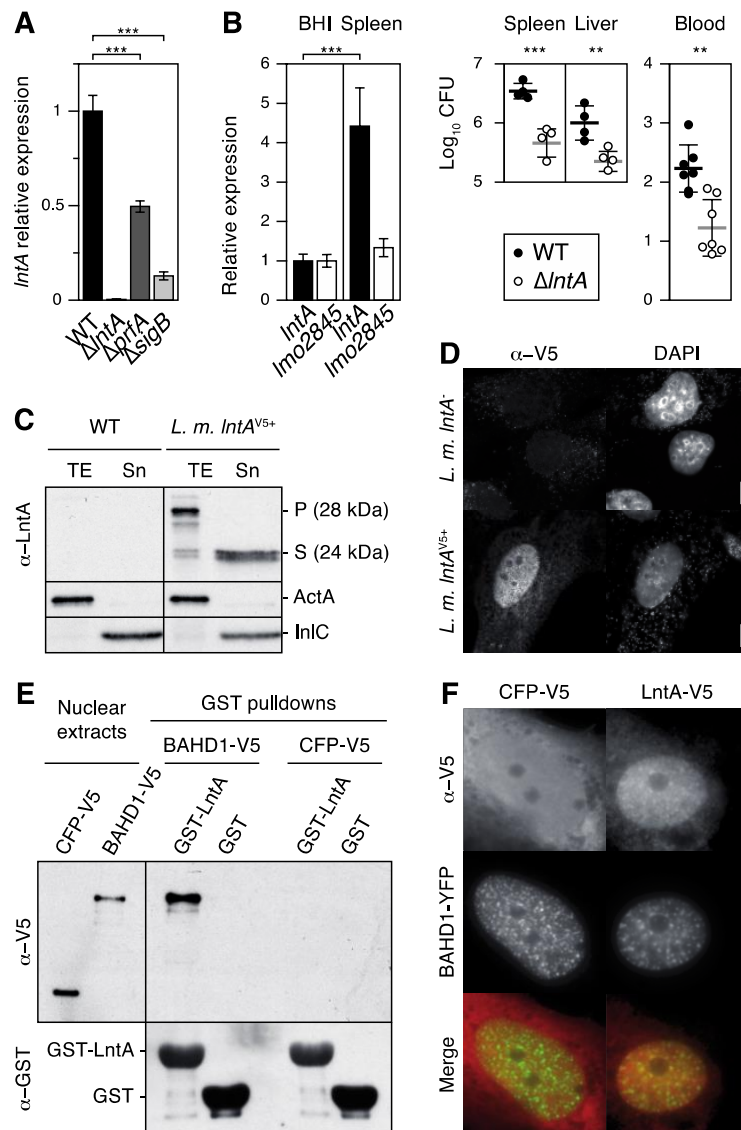 A
***
***
1
0.5
0
lntA relative expression
WT
ΔlntA
ΔprfA
ΔsigB
B
BHI Spleen
***
6
5
4
3
2
1
0
Relative expression
lntA
lmo2845
lntA
lmo2845
Spleen Liver
*** **
7
6
5
Log10 CFU
Blood
**
4
3
2
1
0
WT
ΔlntA
C
WT L. m. lntAV5+
TE Sn TE Sn
α–LntA
P (28 kDa)
S (24 kDa)
ActA
InlC
D
α–V5 DAPI
L. m. lntA-
L. m. lntAV5+
E
Nuclear extracts
GST pulldowns
BAHD1-V5 CFP-V5
CFP-V5
BAHD1-V5
GST-LntA
GST
GST-LntA
GST
α–V5
α–GST
GST-LntA
GST
F
CFP-V5 LntA-V5
α–V5
BAHD1-YFP
Merge